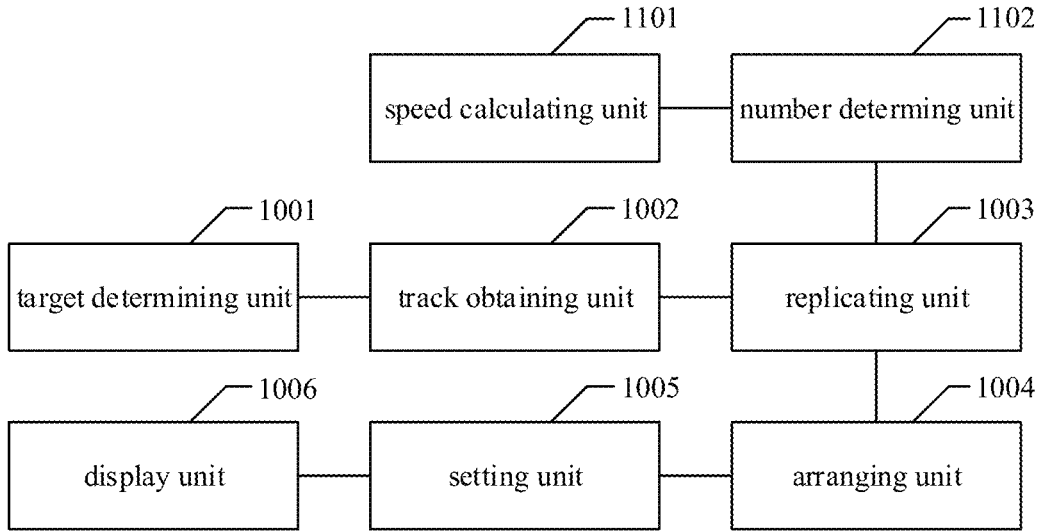 1101
1102
speed calculating unit
number determing unit
1001
1002
1003
target determining unit
track obtaining unit
replicating unit
1006
1005
1004
display unit
setting unit
arranging unit